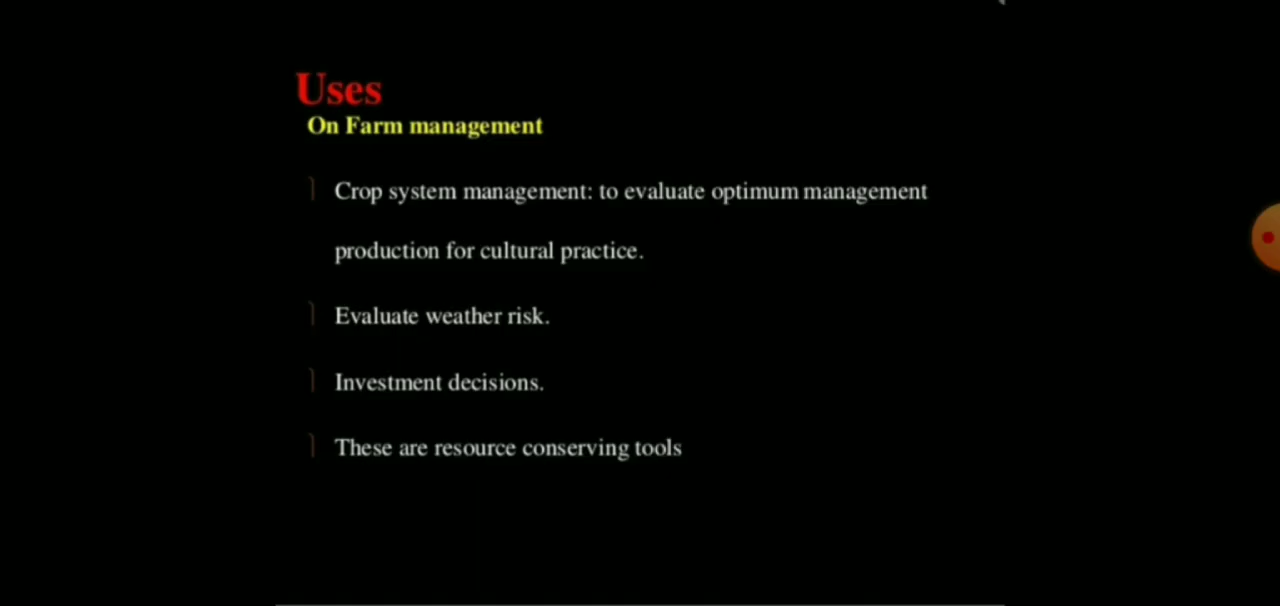 Uses
On Farm management
Crop system management: to evaluate optimum management
production for cultural practice.
Evaluate weather risk.
Investment decisions.
These are resource conserving tools